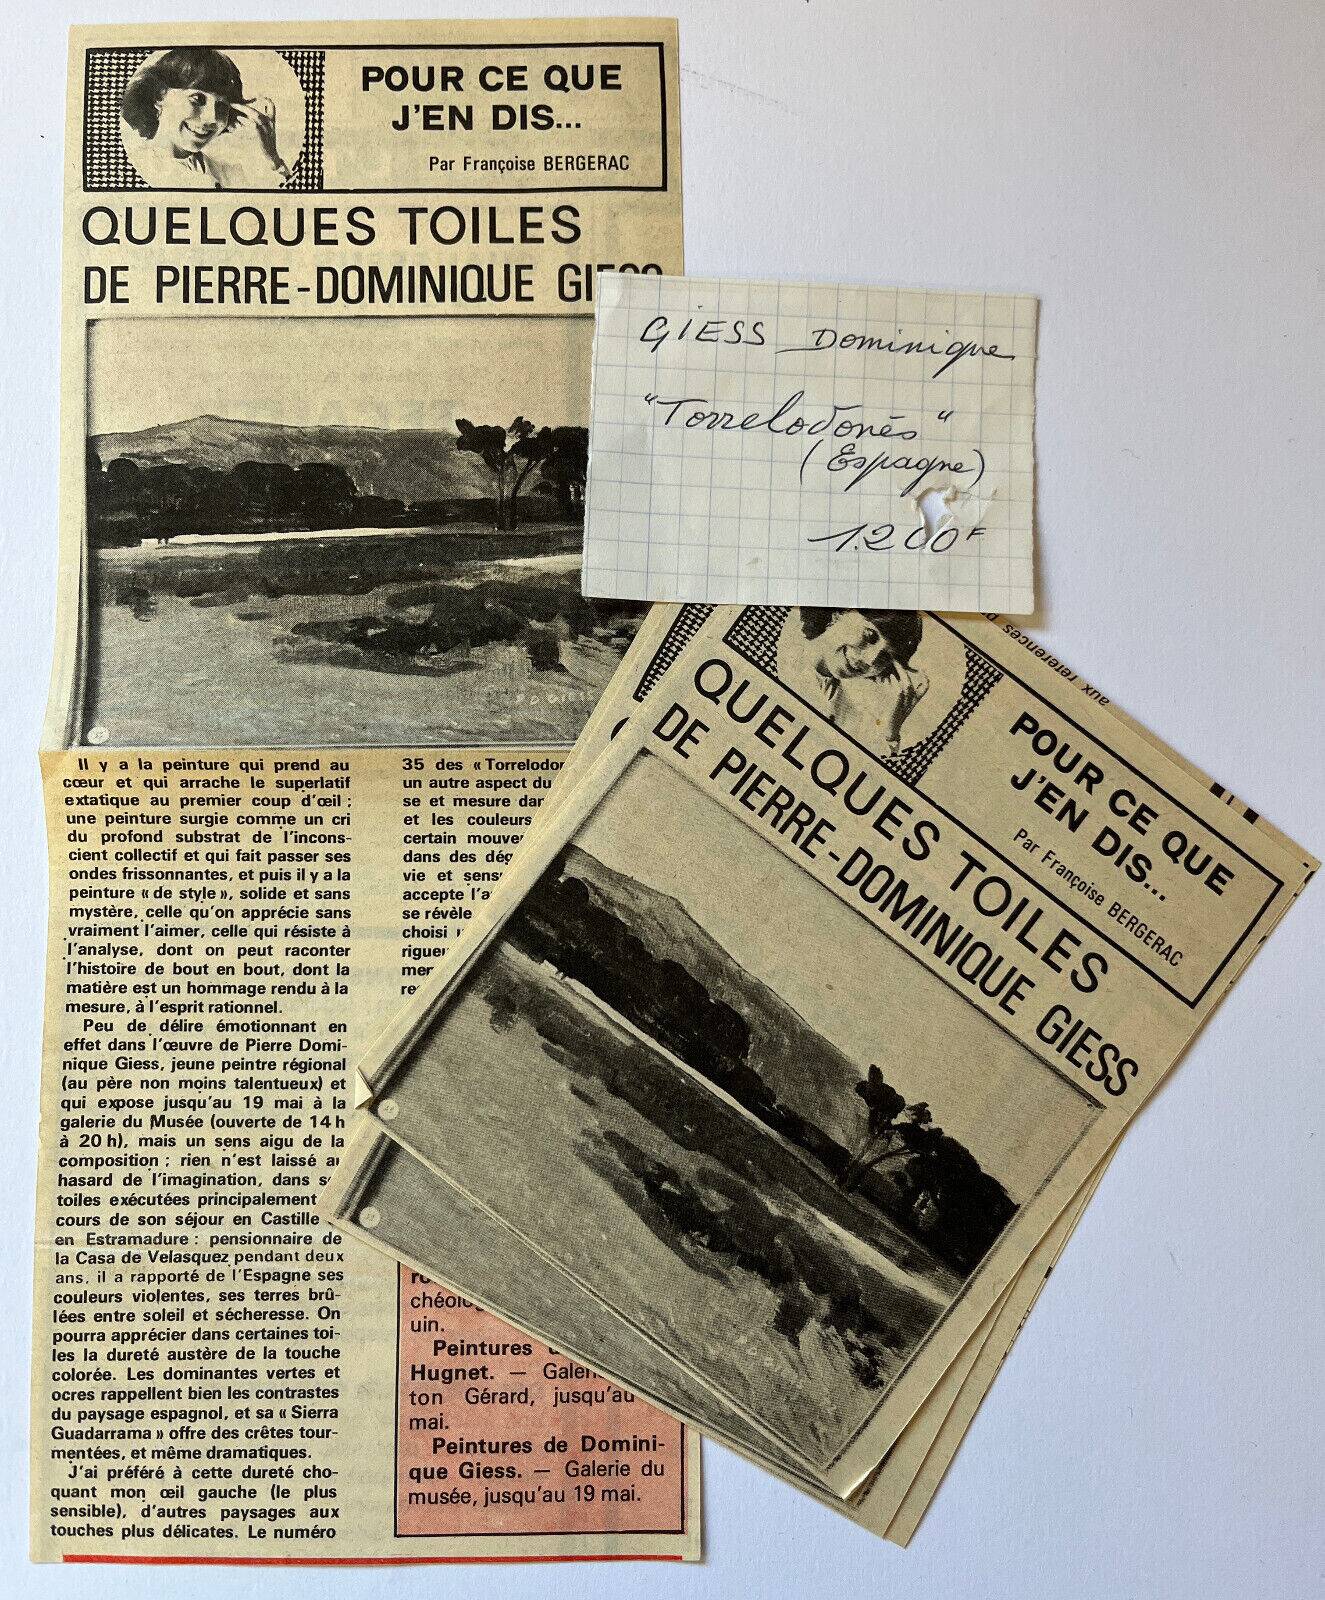 POUR CE QUE
J'EN DIS...
Par Françoise BERGERAC
QUELQUES TOILES
DE PIERRE-DOMINIQUE GIESS
GIESS Dominique
"Torrelodonés"
(Espagne)
1.200F
P D GIESS
Il y a la peinture qui prend au
cœur et qui arrache le superlatif
extatique au premier coup d'œil ;
une peinture surgie comme un cri
du profond substrat de l'incons-
cient collectif et qui fait passer ses
ondes frissonnantes, et puis il y a la
peinture « de style », solide et sans
mystère, celle qu'on apprécie sans
vraiment l'aimer, celle qui résiste à
l'analyse, dont on peut raconter
l'histoire de bout en bout, dont la
matière est un hommage rendu à la
mesure, à l'esprit rationnel.
Peu de délire émotionnant en
effet dans l'œuvre de Pierre Domi-
nique Giess, jeune peintre régional
(au père non moins talentueux) et
qui expose jusqu'au 19 mai à la
galerie du Musée (ouverte de 14 h
à 20 h), mais un sens aigu de la
composition : rien n'est laissé au
hasard de l'imagination, dans
toiles exécutées principalement
cours de son séjour en Castille
en Estramadure : pensionnaire de
la Casa de Velasquez pendant deux
ans, il a rapporté de l'Espagne ses
couleurs violentes, ses terres brû-
lées entre soleil et sécheresse. On
pourra apprécier dans certaines toi-
les la dureté austère de la touche
colorée. Les dominantes vertes et
ocres rappellent bien les contrastes
du paysage espagnol, et sa « Sierra
Guadarrama » offre des crêtes tour-
mentées, et même dramatiques.
J'ai préféré à cette dureté cho-
quant mon œil gauche (le plus
sensible), d'autres paysages aux
touches plus délicates. Le numéro
35 des « Torrelodon
un autre aspect du
se et mesure dan
et les couleurs
certain mouve
dans des dég
vie et sens
accepte l'a
se révèle
choisi
rigueu
men
re
ro
chéolog
uin.
Peintures
Hugnet. — Galer
ton Gérard, jusqu'au
mai.
Peintures de Domini-
que Giess. — Galerie du
musée, jusqu'au 19 mai.
aux références
POUR CE QUE
J'EN DIS...
Par Françoise BERGERAC
QUELQUES TOILES
DE PIERRE-DOMINIQUE GIESS